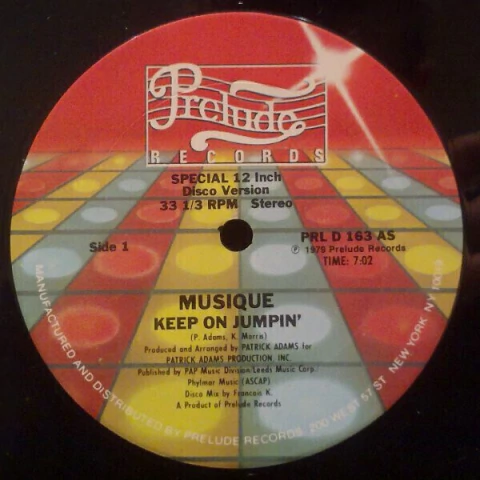 Prelude
RECORDS
SPECIAL 12 Inch
Disco Version
33 1/3 RPM Stereo
Side 1
PRL D 163 AS
℗ 1979 Prelude Records
TIME: 7:02
MUSIQUE
KEEP ON JUMPIN'
(P. Adams, K. Morris)
Produced and Arranged by PATRICK ADAMS for
PATRICK ADAMS PRODUCTION, INC.
Published by PAP Music Division/Leeds Music Corp.
Phylmar Music (ASCAP)
Disco Mix by Francois K.
A Product of Prelude Records
MANUFACTURED AND DISTRIBUTED BY PRELUDE RECORDS 200 WEST 57 ST NEW YORK, NY 10019